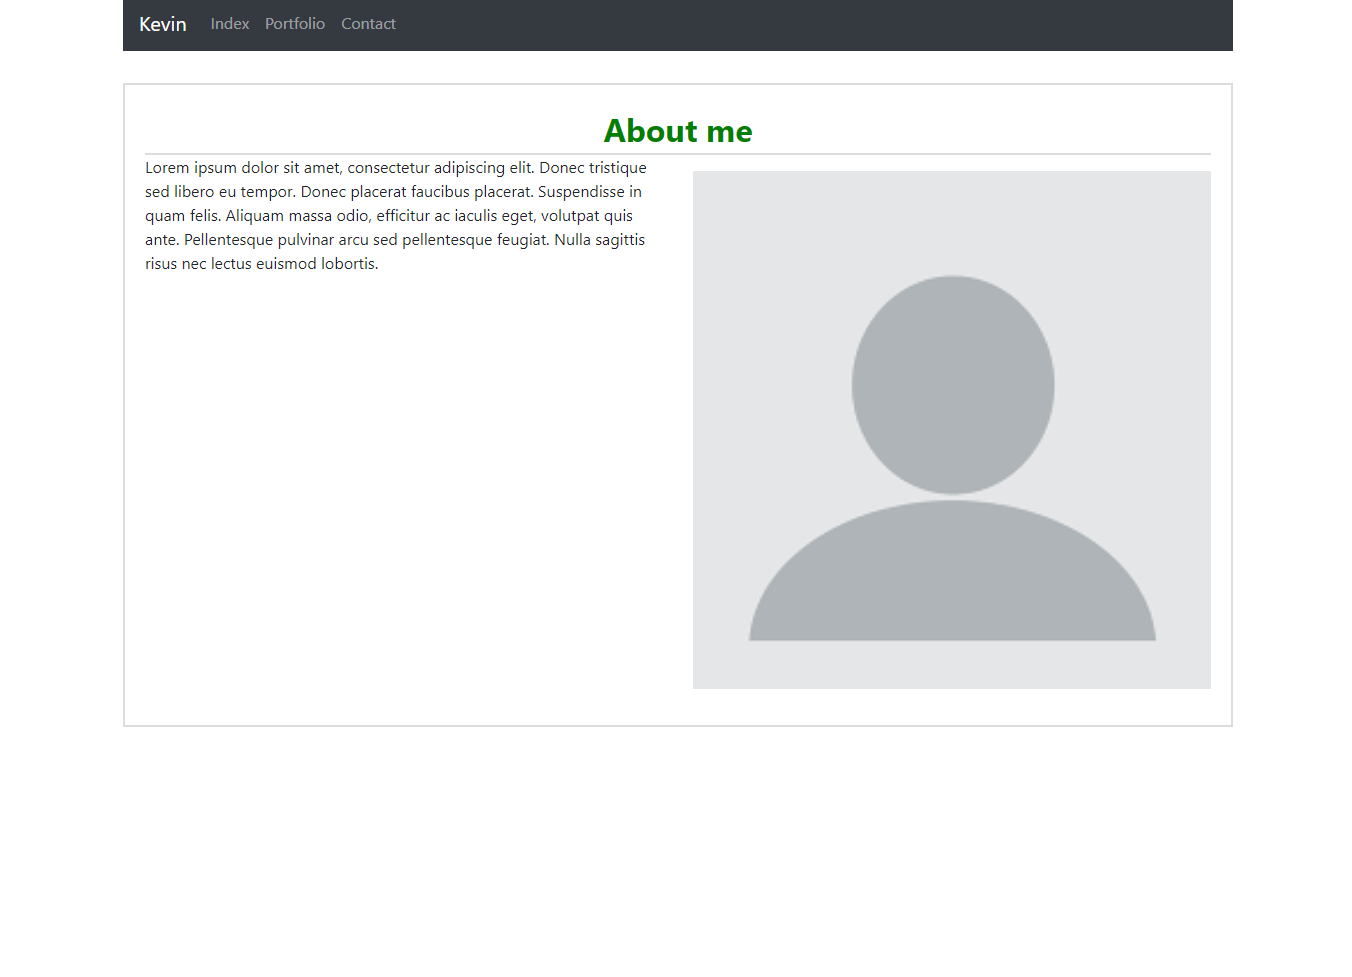 Kevin Index Portfolio Contact
About me
Lorem ipsum dolor sit amet, consectetur adipiscing elit. Donec tristique
sed libero eu tempor. Donec placerat faucibus placerat. Suspendisse in
quam felis. Aliquam massa odio, efficitur ac iaculis eget, volutpat quis
ante. Pellentesque pulvinar arcu sed pellentesque feugiat. Nulla sagittis
risus nec lectus euismod lobortis.